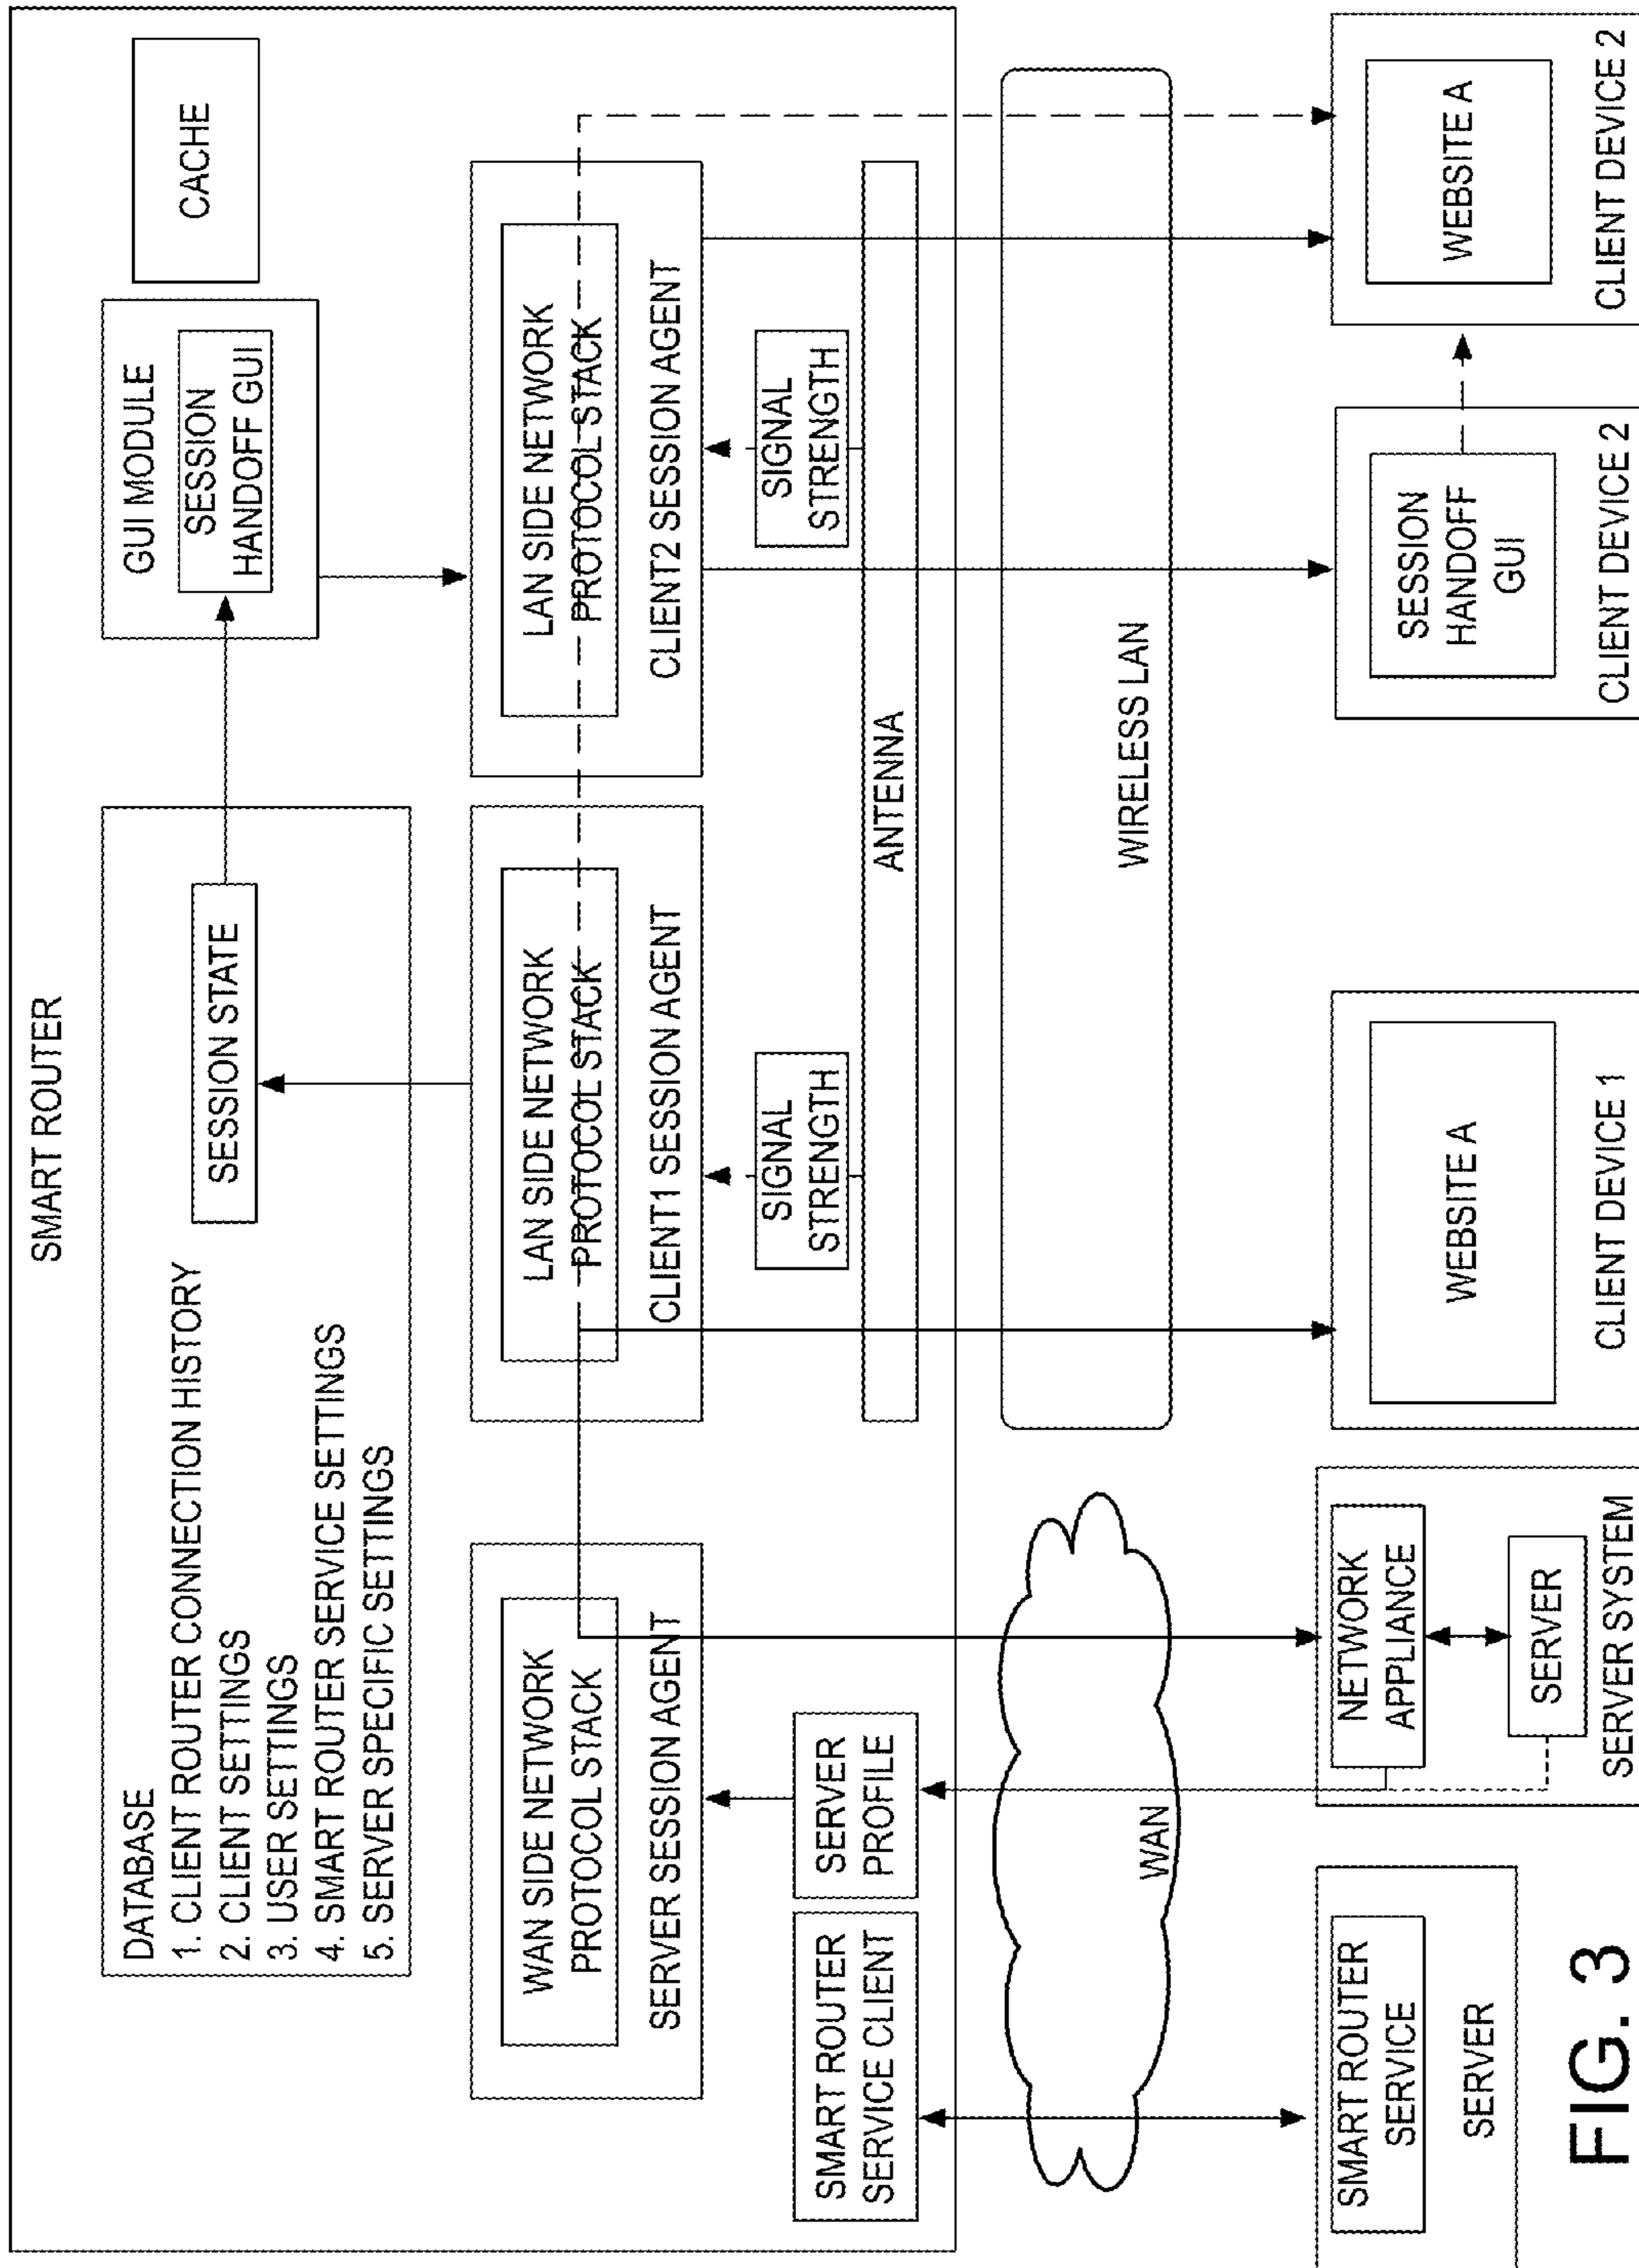 SMART ROUTER
DATABASE
1. CLIENT ROUTER CONNECTION HISTORY
2. CLIENT SETTINGS
3. USER SETTINGS
4. SMART ROUTER SERVICE SETTINGS
5. SERVER SPECIFIC SETTINGS
SESSION STATE
GUI MODULE
SESSION
HANDOFF GUI
CACHE
WAN SIDE NETWORK
PROTOCOL STACK
SERVER SESSION AGENT
LAN SIDE NETWORK
PROTOCOL STACK
CLIENT1 SESSION AGENT
LAN SIDE NETWORK
PROTOCOL STACK
CLIENT2 SESSION AGENT
SMART ROUTER
SERVICE CLIENT
SERVER
PROFILE
SIGNAL
STRENGTH
SIGNAL
STRENGTH
ANTENNA
WAN
WIRELESS LAN
SMART ROUTER
SERVICE
SERVER
NETWORK
APPLIANCE
SERVER
SERVER SYSTEM
WEBSITE A
CLIENT DEVICE 1
SESSION
HANDOFF
GUI
CLIENT DEVICE 2
WEBSITE A
CLIENT DEVICE 2
FIG. 3